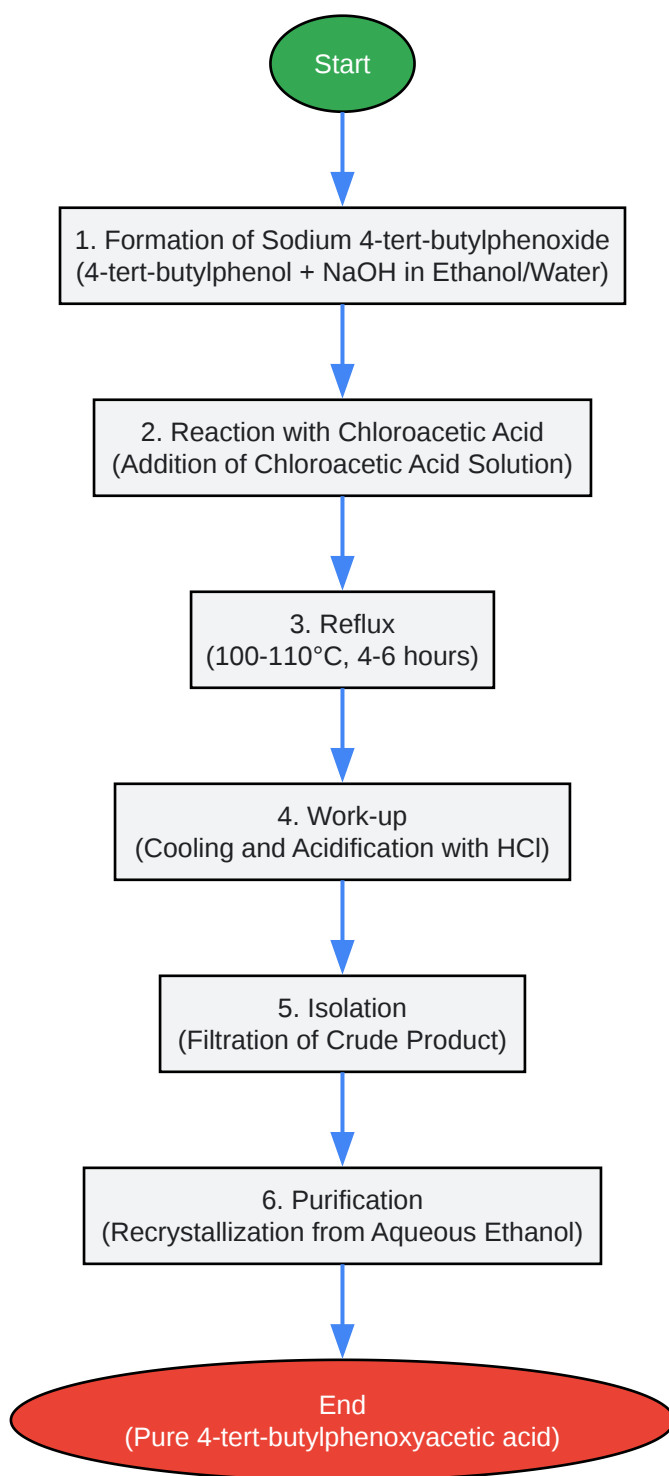 Start
1. Formation of Sodium 4-tert-butylphenoxide
(4-tert-butylphenol + NaOH in Ethanol/Water)
2. Reaction with Chloroacetic Acid
(Addition of Chloroacetic Acid Solution)
3. Reflux
(100-110°C, 4-6 hours)
4. Work-up
(Cooling and Acidification with HCl)
5. Isolation
(Filtration of Crude Product)
6. Purification
(Recrystallization from Aqueous Ethanol)
End
(Pure 4-tert-butylphenoxyacetic acid)